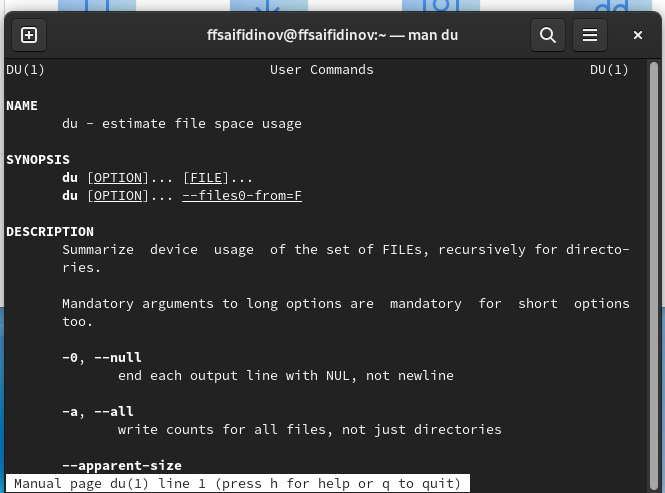 ffsaifidinov@ffsaifidinov:~ — man du
DU(1) User Commands DU(1)
NAME
du - estimate file space usage
SYNOPSIS
du [OPTION]... [FILE]...
du [OPTION]... --files0-from=F
DESCRIPTION
Summarize device usage of the set of FILEs, recursively for directo-
ries.
Mandatory arguments to long options are mandatory for short options
too.
-0, --null
end each output line with NUL, not newline
-a, --all
write counts for all files, not just directories
--apparent-size
Manual page du(1) line 1 (press h for help or q to quit)